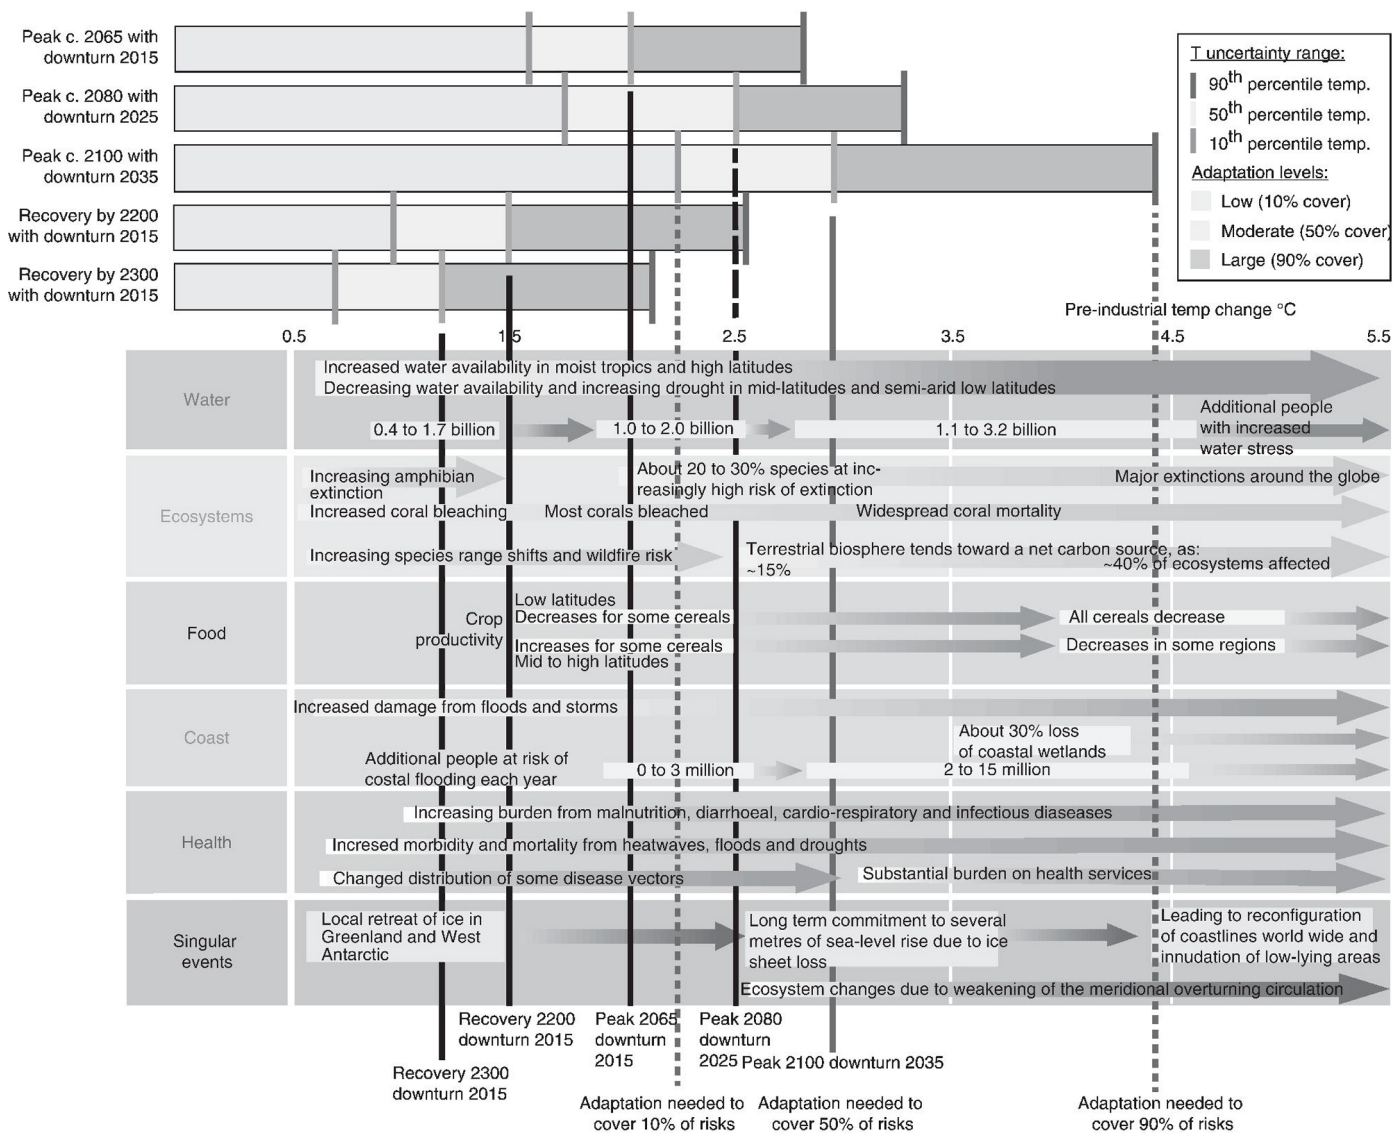 Peak c. 2065 with
downturn 2015
Peak c. 2080 with
downturn 2025
Peak c. 2100 with
downturn 2035
Recovery by 2200
with downturn 2015
Recovery by 2300
with downturn 2015
T uncertainty range:
90th percentile temp.
50th percentile temp.
10th percentile temp.
Adaptation levels:
Low (10% cover)
Moderate (50% cover)
Large (90% cover)
Pre-industrial temp change °C
0.5 1.5 2.5 3.5 4.5 5.5
Water
Increased water availability in moist tropics and high latitudes
Decreasing water availability and increasing drought in mid-latitudes and semi-arid low latitudes
0.4 to 1.7 billion
1.0 to 2.0 billion
1.1 to 3.2 billion
Additional people
with increased
water stress
Ecosystems
Increasing amphibian
extinction
About 20 to 30% species at inc-
reasingly high risk of extinction
Major extinctions around the globe
Increased coral bleaching
Most corals bleached
Widespread coral mortality
Increasing species range shifts and wildfire risk
Terrestrial biosphere tends toward a net carbon source, as:
~15%
~40% of ecosystems affected
Food
Crop
productivity
Low latitudes
Decreases for some cereals
Increases for some cereals
Mid to high latitudes
All cereals decrease
Decreases in some regions
Coast
Increased damage from floods and storms
About 30% loss
of coastal wetlands
Additional people at risk of
costal flooding each year
0 to 3 million
2 to 15 million
Health
Increasing burden from malnutrition, diarrhoeal, cardio-respiratory and infectious diaseases
Incresed morbidity and mortality from heatwaves, floods and droughts
Changed distribution of some disease vectors
Substantial burden on health services
Singular
events
Local retreat of ice in
Greenland and West
Antarctic
Long term commitment to several
metres of sea-level rise due to ice
sheet loss
Leading to reconfiguration
of coastlines world wide and
innudation of low-lying areas
Ecosystem changes due to weakening of the meridional overturning circulation
Recovery 2200
downturn 2015
Peak 2065
downturn
2015
Peak 2080
downturn
2025
Peak 2100 downturn 2035
Recovery 2300
downturn 2015
Adaptation needed to
cover 10% of risks
Adaptation needed to
cover 50% of risks
Adaptation needed to
cover 90% of risks